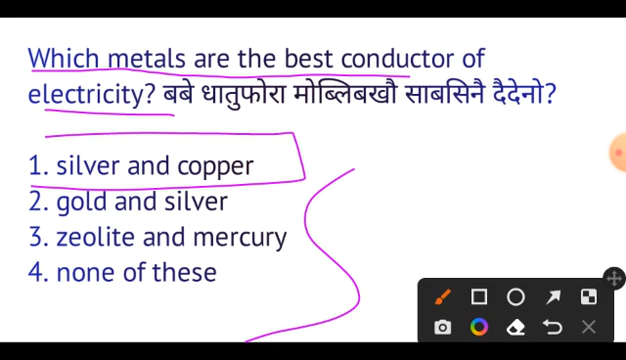 Which metals are the best conductor of
electricity? बबे धातुफोरा मोब्लिबखौ साबसिनै दैदेनो?
1. silver and copper
2. gold and silver
3. zeolite and mercury
4. none of these